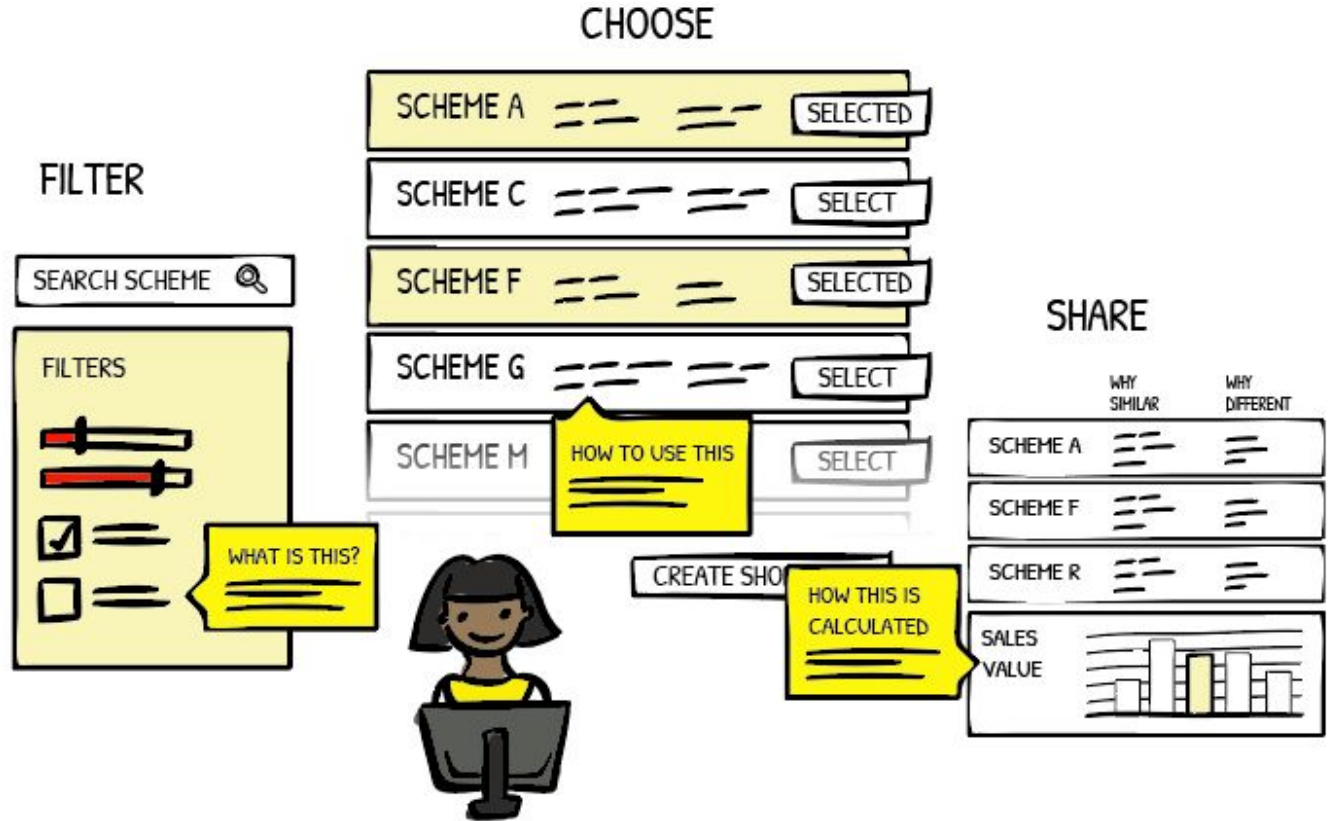 CHOOSE
SCHEME A
SELECTED
SCHEME C
SELECT
SCHEME F
SELECTED
SCHEME G
SELECT
SCHEME M
SELECT
HOW TO USE THIS
FILTER
SEARCH SCHEME
FILTERS
WHAT IS THIS?
CREATE SHO
HOW THIS IS
CALCULATED
SHARE
WHY
SIMILAR
WHY
DIFFERENT
SCHEME A
SCHEME F
SCHEME R
SALES
VALUE